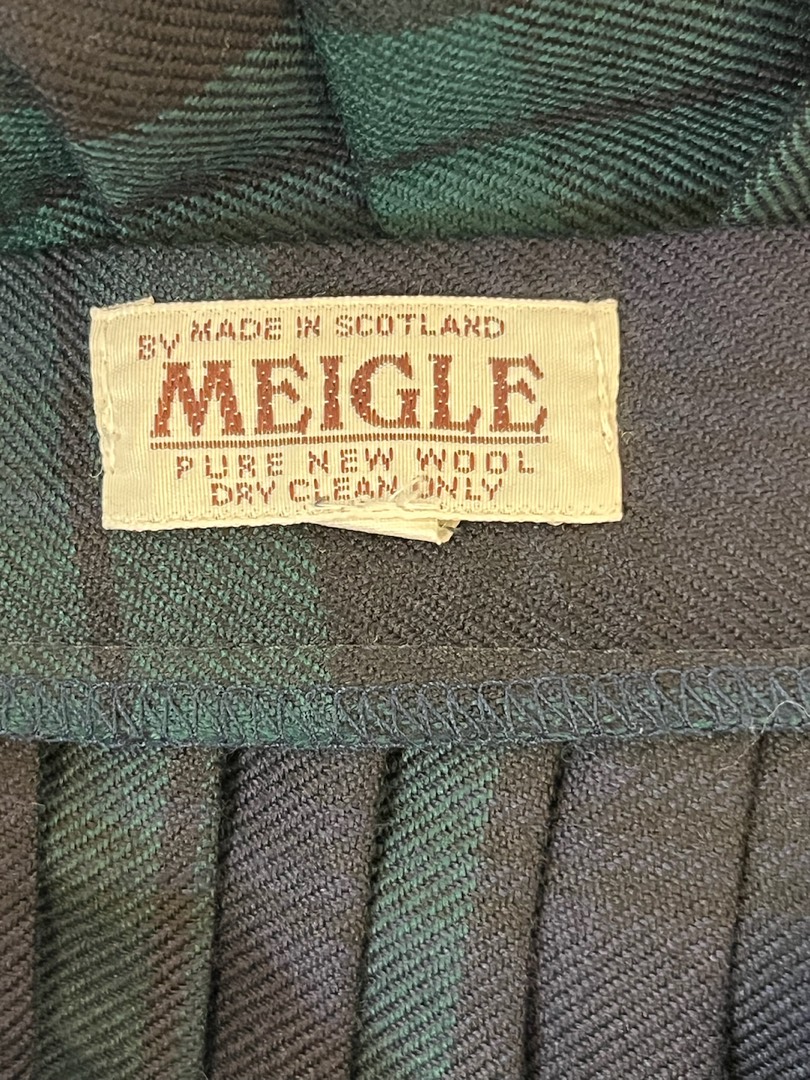 MADE IN SCOTLAND
BY MEIGLE
PURE NEW WOOL
DRY CLEAN ONLY